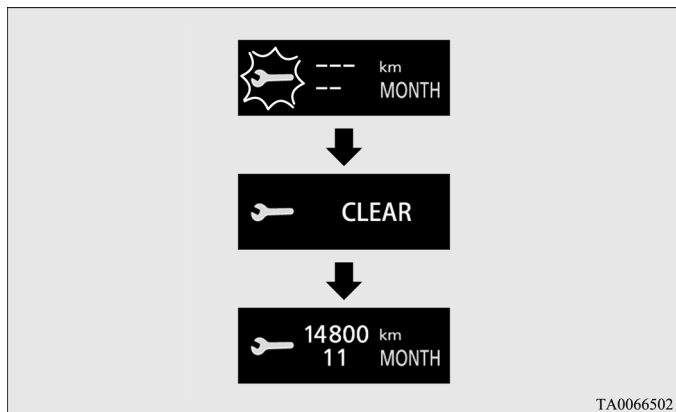 --- km
-- MONTH
CLEAR
14800 km
11 MONTH
TA0066502